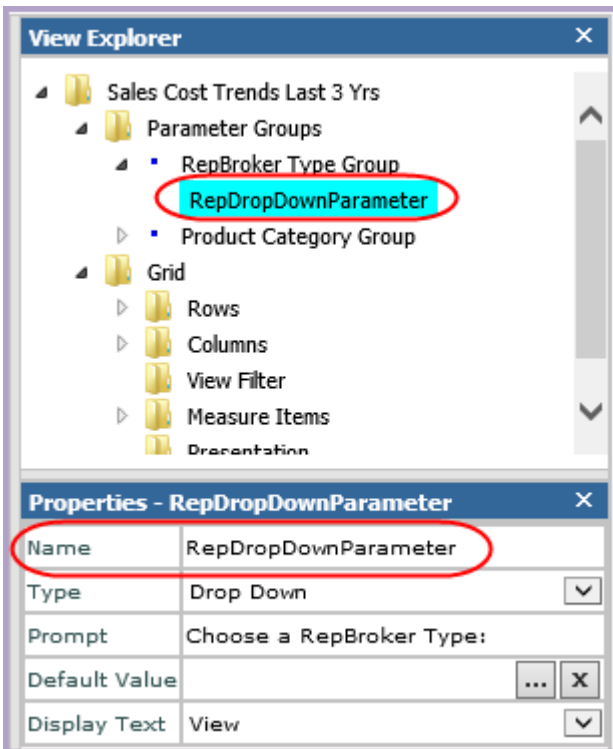 View Explorer
Sales Cost Trends Last 3 Yrs
Parameter Groups
RepBroker Type Group
RepDropDownParameter
Product Category Group
Grid
Rows
Columns
View Filter
Measure Items
Presentation
Properties - RepDropDownParameter
Name RepDropDownParameter
Type Drop Down
Prompt Choose a RepBroker Type:
Default Value ... x
Display Text View